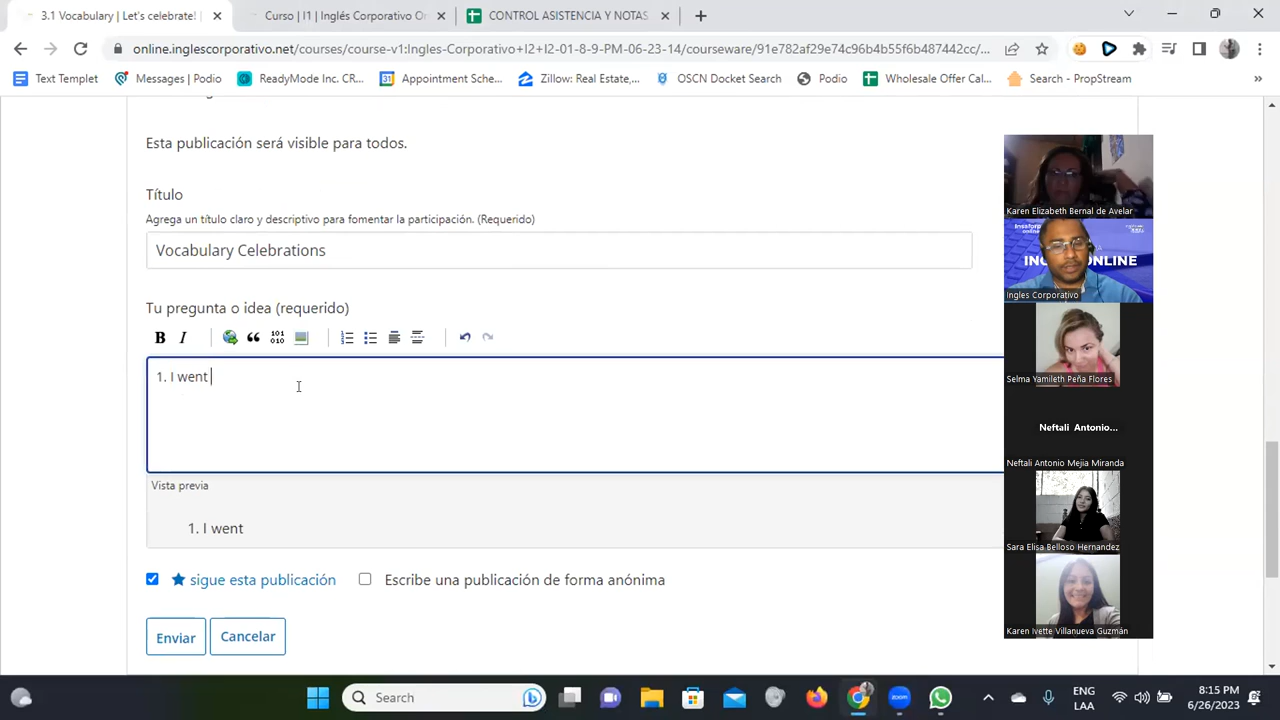 3.1 Vocabulary | Let's celebrate! |
Curso | I1 | Inglés Corporativo On
CONTROL ASISTENCIA Y NOTAS
online.inglescorporativo.net/courses/course-v1:Ingles-Corporativo+I2+I2-01-8-9-PM-06-23-14/courseware/91e782af29e74c96b4b55f6b487442cc/...
Text Templet
Messages | Podio
ReadyMode Inc. CR...
Appointment Sche...
Zillow: Real Estate,...
OSCN Docket Search
Podio
Wholesale Offer Cal...
Search - PropStream
»
Esta publicación será visible para todos.
Título
Agrega un título claro y descriptivo para fomentar la participación. (Requerido)
Vocabulary Celebrations
Tu pregunta o idea (requerido)
B I
101
010
1. I went
Vista previa
1. I went
sigue esta publicación
Escribe una publicación de forma anónima
Enviar
Cancelar
Karen Elizabeth Bernal de Avelar
INGLES ONLINE
Ingles Corporativo
Selma Yamileth Peña Flores
Neftali Antonio...
Neftali Antonio Mejia Miranda
Sara Elisa Belloso Hernandez
Karen Ivette Villanueva Guzmán
Search
zoom
ENG
LAA
8:15 PM
6/26/2023